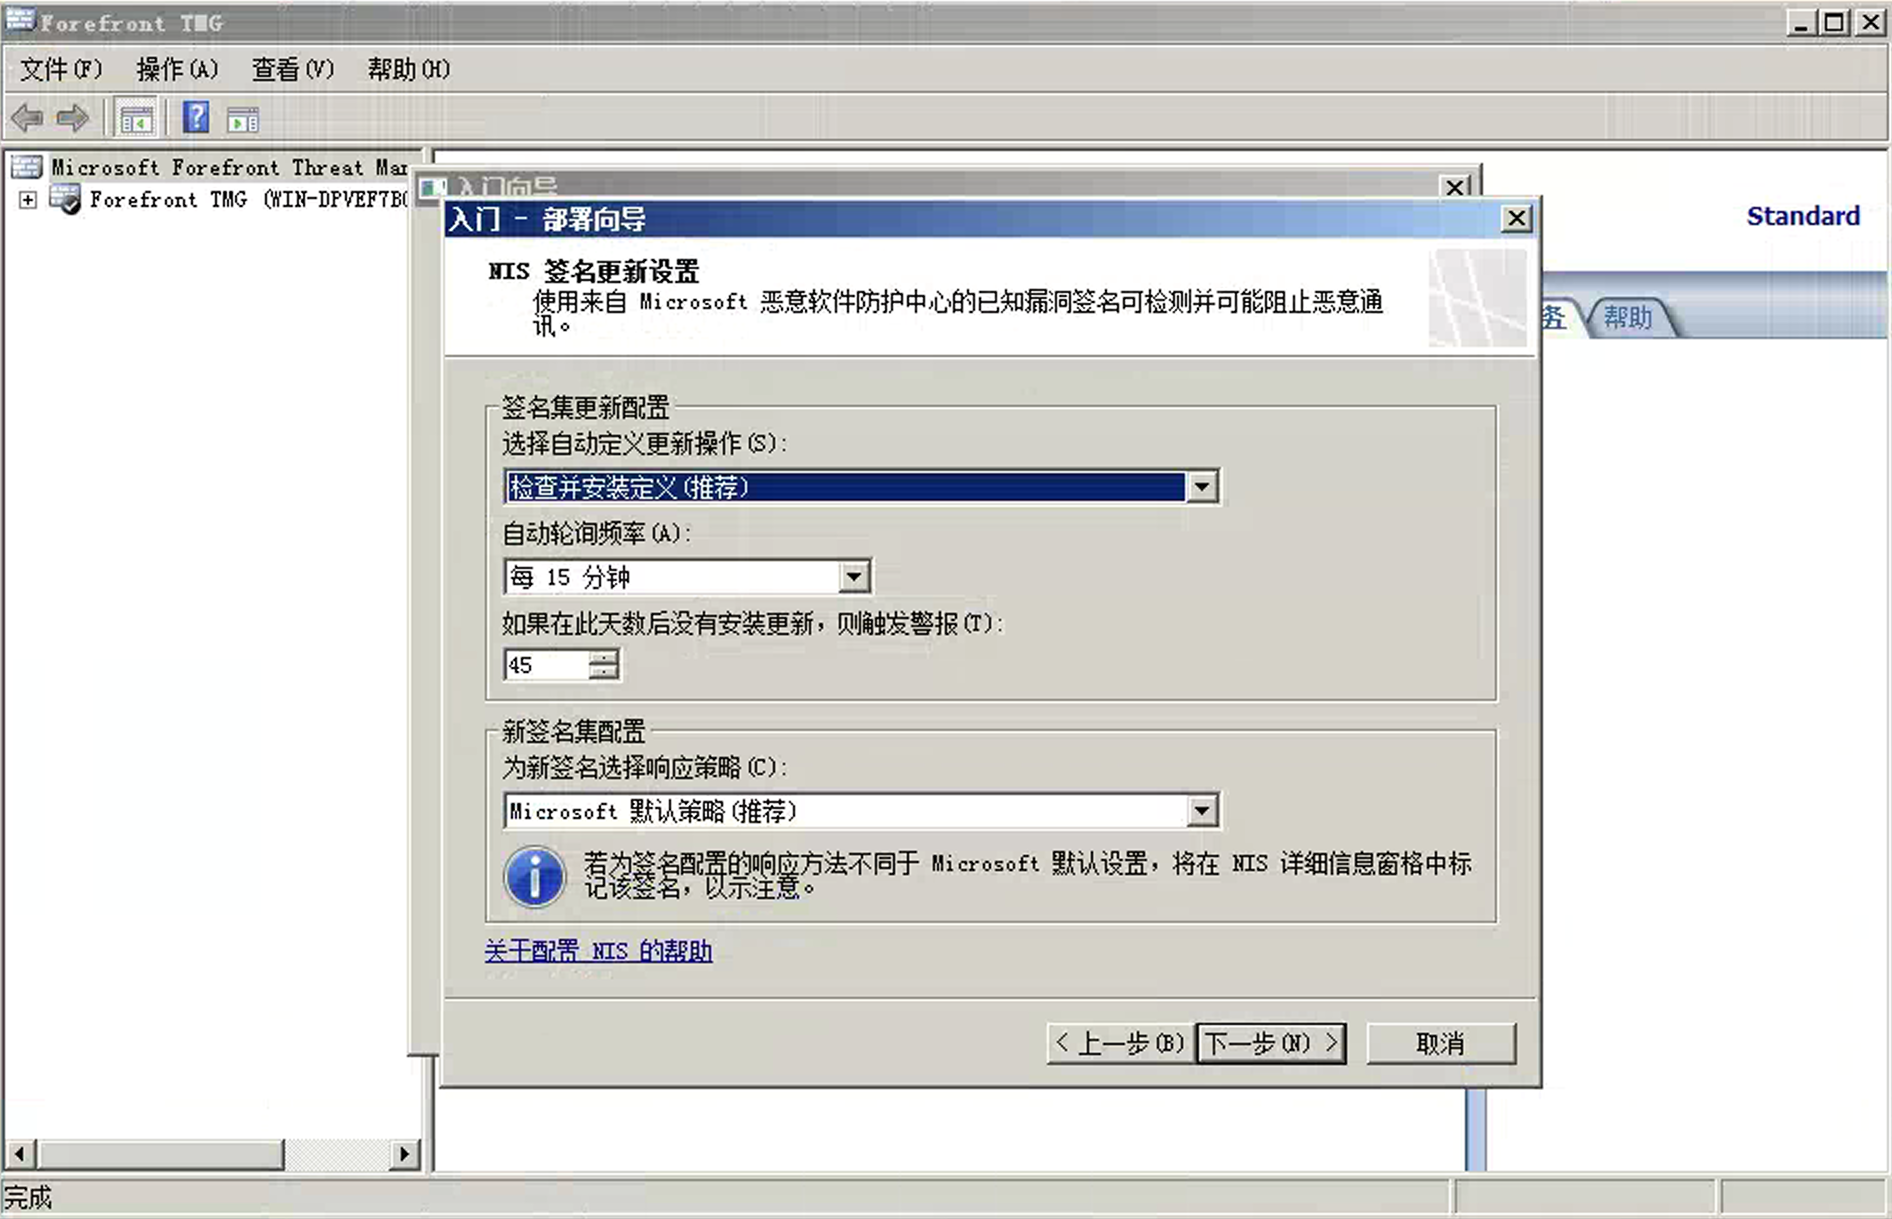 Forefront TMG
文件(F) 操作(A) 查看(V) 帮助(H)
Microsoft Forefront Threat Man
Forefront TMG (WIN-DPVEF7B
Standard
务 帮助
入门向导
入门 - 部署向导
NIS 签名更新设置
使用来自 Microsoft 恶意软件防护中心的已知漏洞签名可检测并可能阻止恶意通
讯。
签名集更新配置
选择自动定义更新操作(S):
检查并安装定义(推荐)
自动轮询频率(A):
每 15 分钟
如果在此天数后没有安装更新，则触发警报(T):
45
新签名集配置
为新签名选择响应策略(C):
Microsoft 默认策略(推荐)
若为签名配置的响应方法不同于 Microsoft 默认设置，将在 NIS 详细信息窗格中标
记该签名，以示注意。
关于配置 NIS 的帮助
< 上一步(B) 下一步(N) > 取消
完成